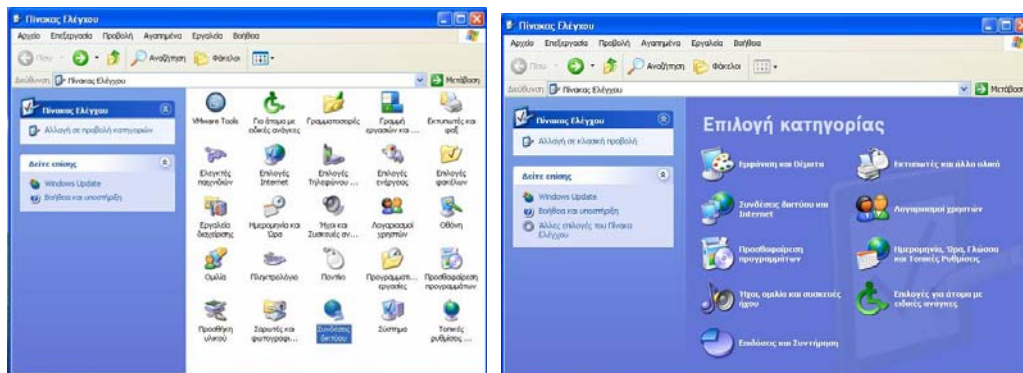 Πίνακας Ελέγχου
Αρχείο Επεξεργασία Προβολή Αγαπημένα Εργαλεία Βοήθεια
Πίσω Αναζήτηση Φάκελοι
Διεύθυνση Πίνακας Ελέγχου Μετάβαση
Πίνακας Ελέγχου
Αλλαγή σε προβολή κατηγοριών
Δείτε επίσης
Windows Update
Βοήθεια και υποστήριξη
VMware Tools
Για άτομα με
ειδικές ανάγκες
Γραμματοσειρές
Γραμμή
εργασιών και ...
Εκτυπωτές και
φαξ
Ελεγκτές
παιχνιδιών
Επιλογές
Internet
Επιλογές
Τηλεφώνου ...
Επιλογές
ενέργειας
Επιλογές
φακέλων
Εργαλεία
διαχείρισης
Ημερομηνία και
Ώρα
Ήχοι και
Συσκευές αν...
Λογαριασμοί
χρηστών
Οθόνη
Ομιλία
Πληκτρολόγιο
Ποντίκι
Προγραμματι...
εργασίες
Προσθαφαίρεση
προγραμμάτων
Προσθήκη
υλικού
Σαρωτές και
φωτογραφι...
Συνδέσεις
δικτύου
Σύστημα
Τοπικές
ρυθμίσεις ...
Πίνακας Ελέγχου
Αρχείο Επεξεργασία Προβολή Αγαπημένα Εργαλεία Βοήθεια
Πίσω Αναζήτηση Φάκελοι
Διεύθυνση Πίνακας Ελέγχου Μετάβαση
Πίνακας Ελέγχου
Αλλαγή σε κλασική προβολή
Δείτε επίσης
Windows Update
Βοήθεια και υποστήριξη
Άλλες επιλογές του Πίνακα
Ελέγχου
Επιλογή κατηγορίας
Εμφάνιση και Θέματα
Εκτυπωτές και άλλο υλικό
Συνδέσεις δικτύου και
Internet
Λογαριασμοί χρηστών
Προσθαφαίρεση
προγραμμάτων
Ημερομηνία, Ώρα, Γλώσσα
και Τοπικές Ρυθμίσεις
Ήχοι, ομιλία και συσκευές
ήχου
Επιλογές για άτομα με
ειδικές ανάγκες
Επιδόσεις και Συντήρηση